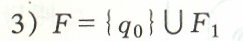 3) F = {q₀} ∪ F₁